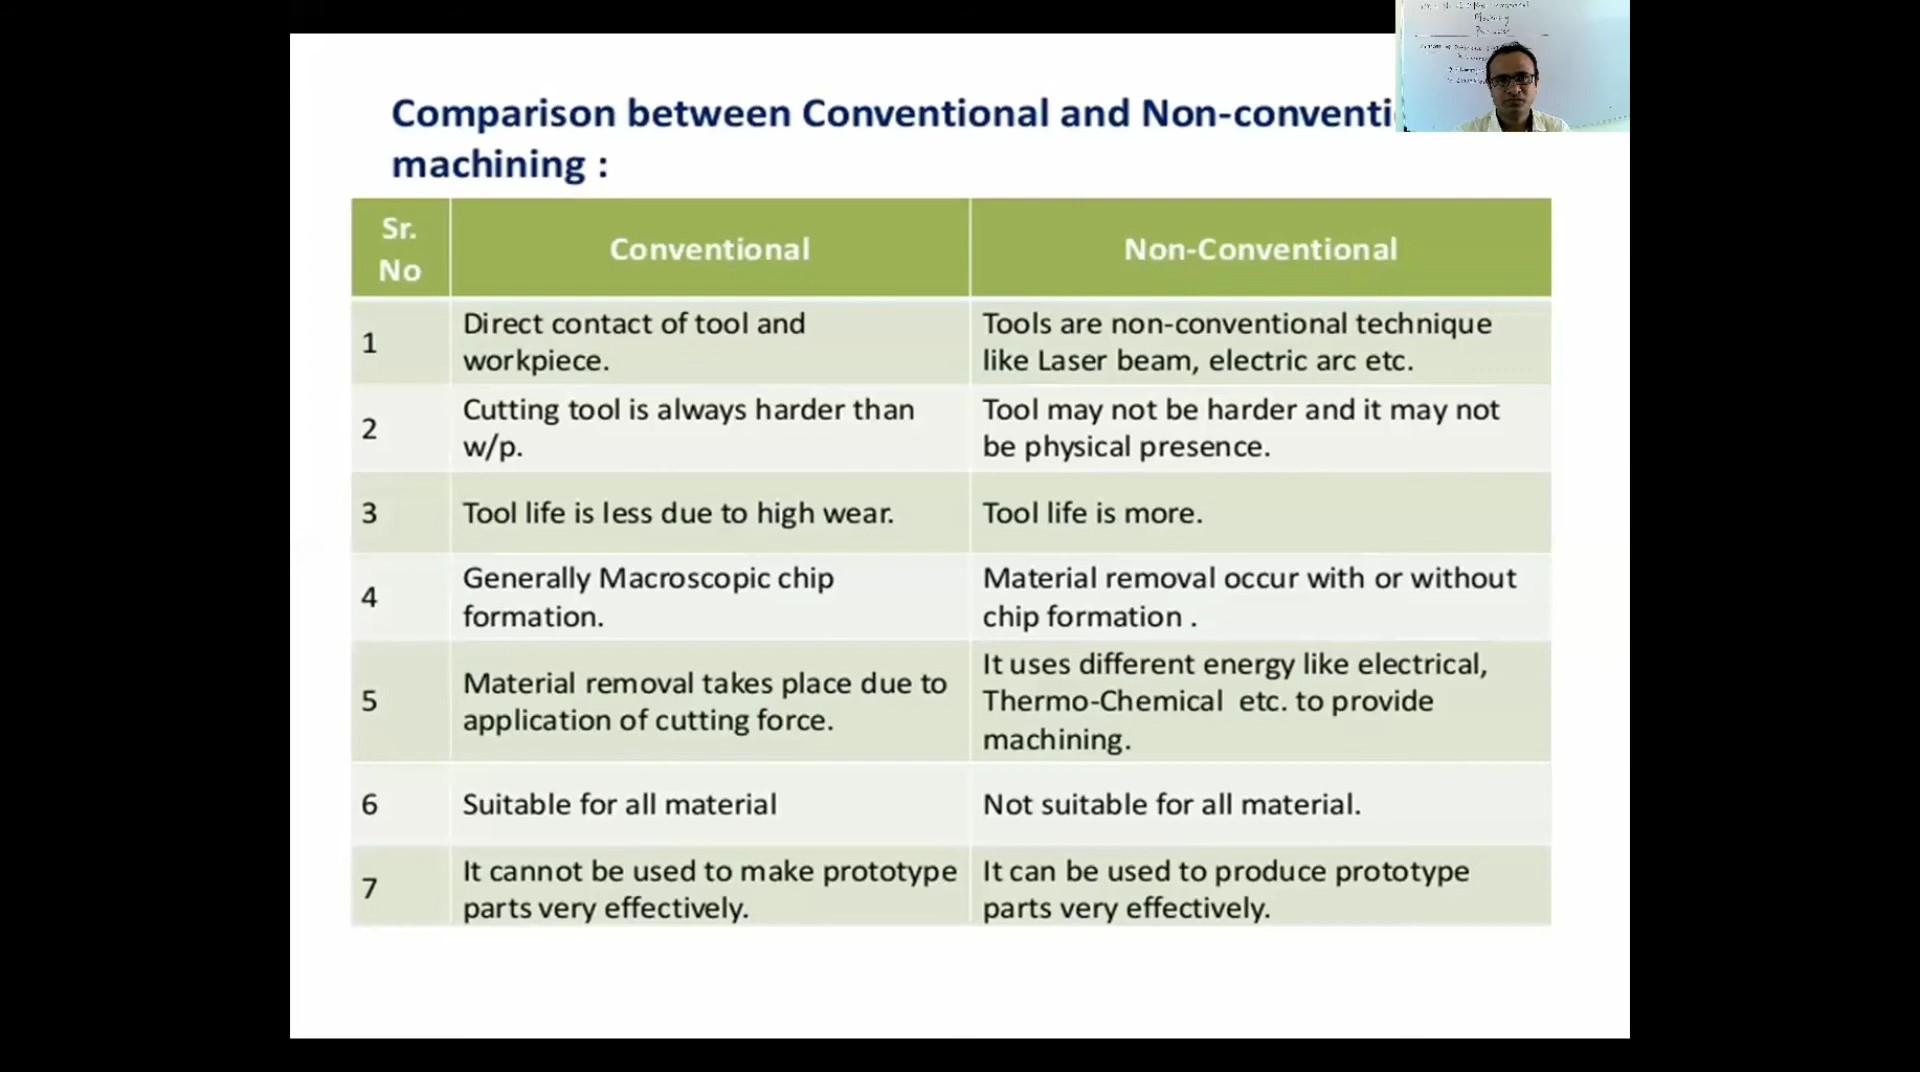 Comparison between Conventional and Non-conventi
machining :
Sr.
No
Conventional
Non-Conventional
1
Direct contact of tool and
workpiece.
Tools are non-conventional technique
like Laser beam, electric arc etc.
2
Cutting tool is always harder than
w/p.
Tool may not be harder and it may not
be physical presence.
3
Tool life is less due to high wear.
Tool life is more.
4
Generally Macroscopic chip
formation.
Material removal occur with or without
chip formation .
5
Material removal takes place due to
application of cutting force.
It uses different energy like electrical,
Thermo-Chemical etc. to provide
machining.
6
Suitable for all material
Not suitable for all material.
7
It cannot be used to make prototype
parts very effectively.
It can be used to produce prototype
parts very effectively.